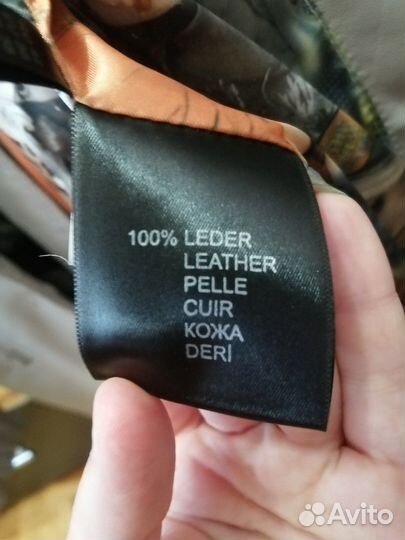 100% LEDER
LEATHER
PELLE
CUIR
КОЖА
DERİ
Avito